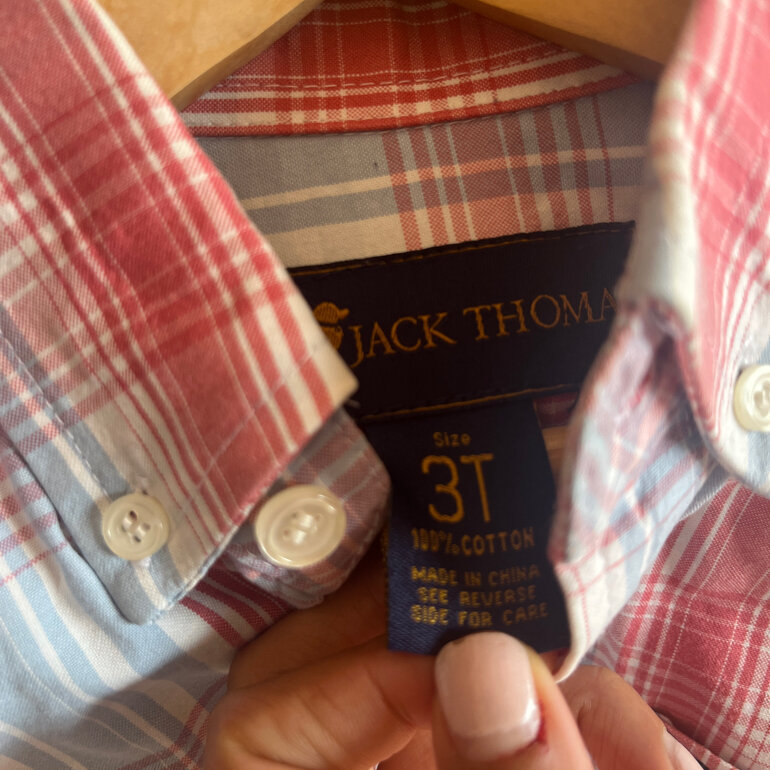 JACK THOMA
Size
3T
100% COTTON
MADE IN CHINA
SEE REVERSE
SIDE FOR CARE